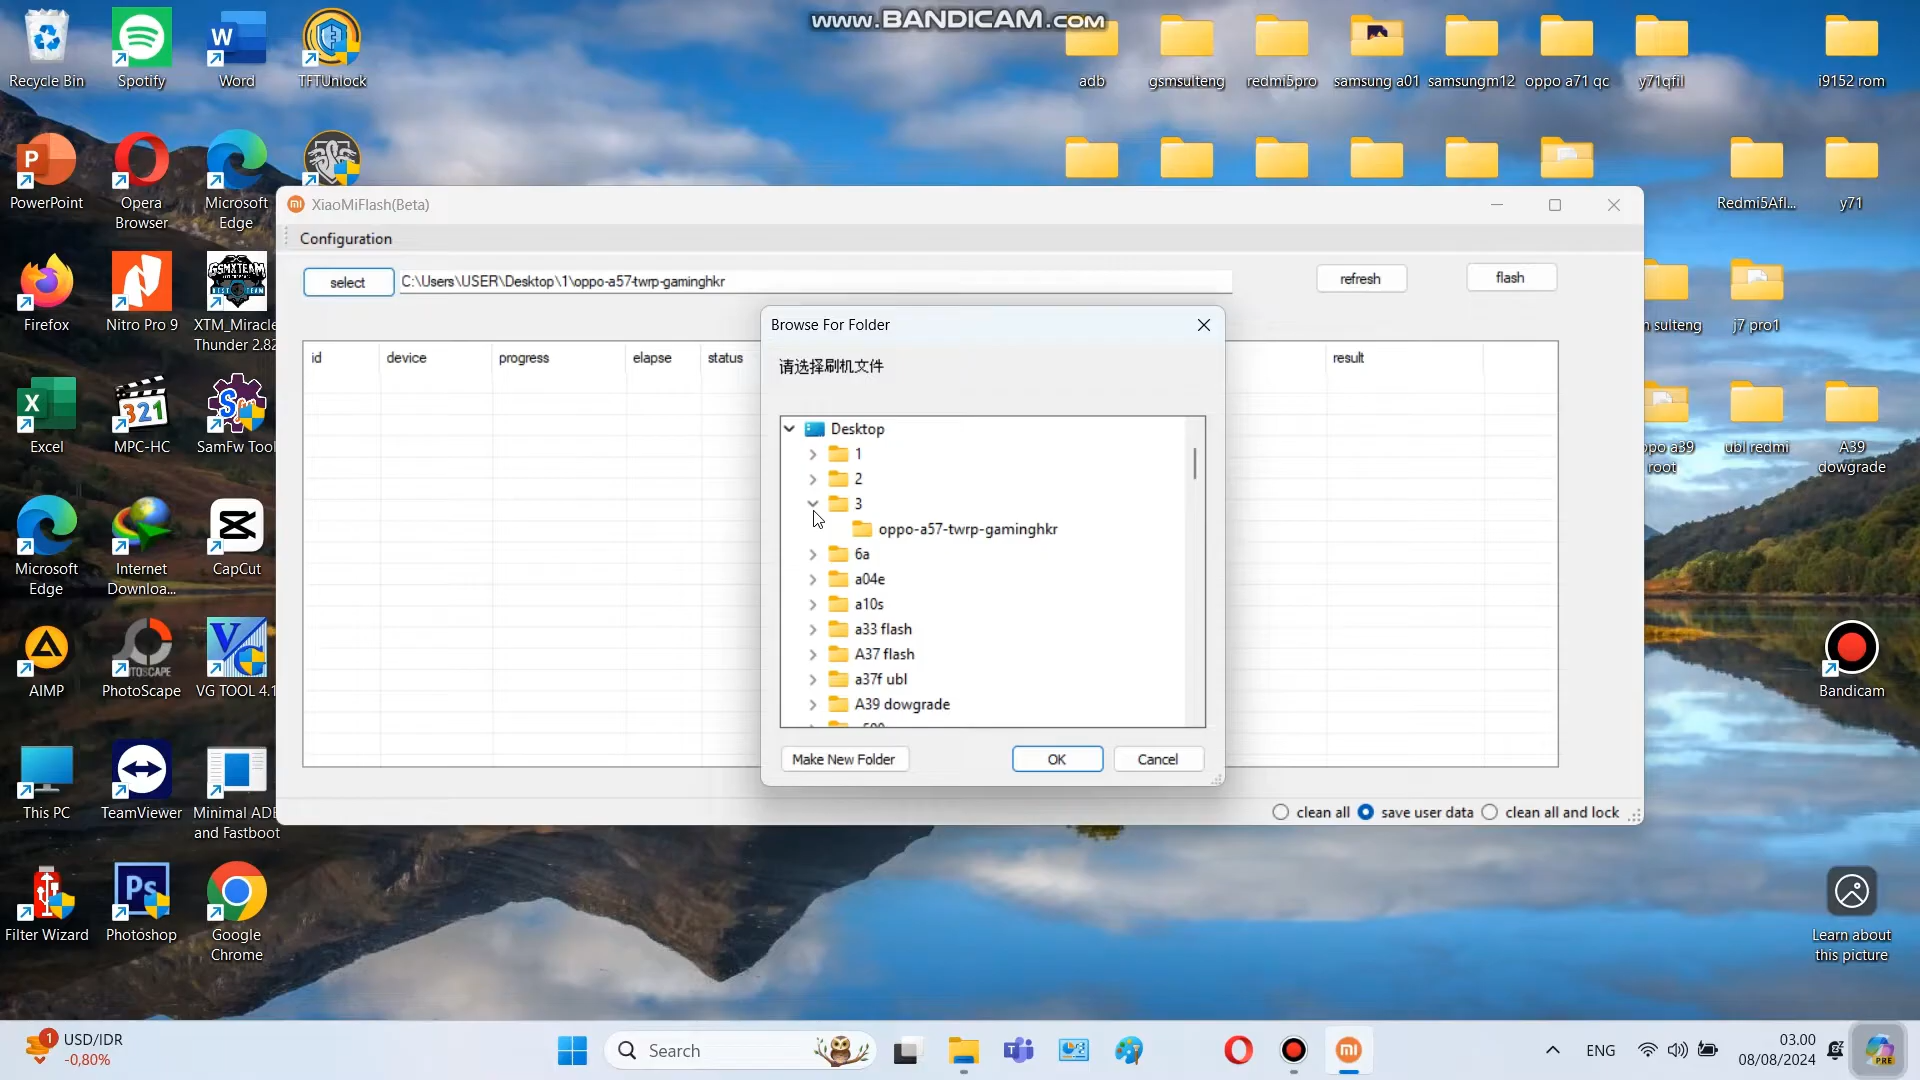 www.BANDICAM.com
Recycle Bin
Spotify
Word
TFTUnlock
adb
gsmsulteng
redmi5pro
samsung a01
samsungm12
oppo a71 qc
y71qfil
i9152 rom
PowerPoint
Opera
Browser
Microsoft
Edge
Redmi5Afl...
y71
XiaoMiFlash(Beta)
Configuration
select
C:\Users\USER\Desktop\1\oppo-a57-twrp-gaminghkr
refresh
flash
id
device
progress
elapse
status
result
Browse For Folder
请选择刷机文件
Desktop
1
2
3
oppo-a57-twrp-gaminghkr
6a
a04e
a10s
a33 flash
A37 flash
a37f ubl
A39 dowgrade
Make New Folder
OK
Cancel
clean all
save user data
clean all and lock
Firefox
Nitro Pro 9
GSMXTEAM
BEST TEAM
XTM_Miracle
Thunder 2.82
sulteng
j7 pro1
Excel
MPC-HC
SamFw Tool
a39
root
ubl redmi
A39
dowgrade
Microsoft
Edge
Internet
Downloa...
CapCut
AIMP
PhotoScape
VG TOOL 4.1
Bandicam
This PC
TeamViewer
Minimal ADB
and Fastboot
Filter Wizard
Photoshop
Google
Chrome
Learn about
this picture
1
USD/IDR
-0,80%
Search
ENG
03.00
08/08/2024
PRE